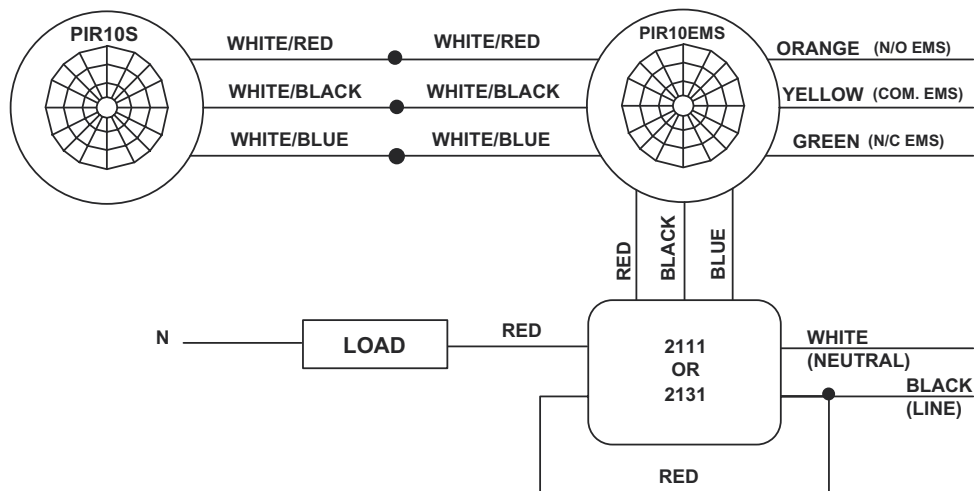 PIR10S
WHITE/RED
WHITE/RED
PIR10EMS
ORANGE (N/O EMS)
WHITE/BLACK
WHITE/BLACK
YELLOW (COM. EMS)
WHITE/BLUE
WHITE/BLUE
GREEN (N/C EMS)
RED
BLACK
BLUE
N
LOAD
RED
2111
OR
2131
WHITE
(NEUTRAL)
BLACK
(LINE)
RED